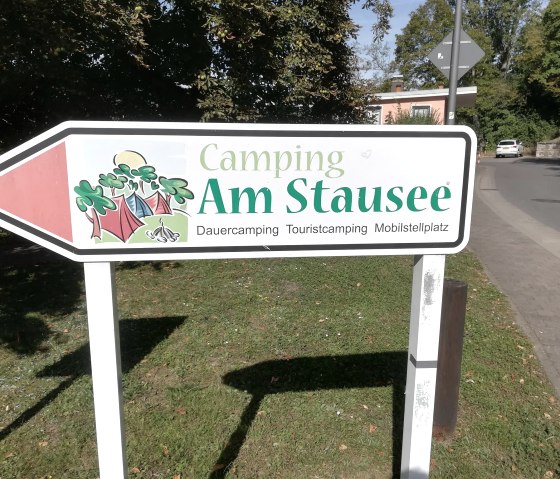 Camping
Am Stausee
Dauercamping Touristcamping Mobilstellplatz